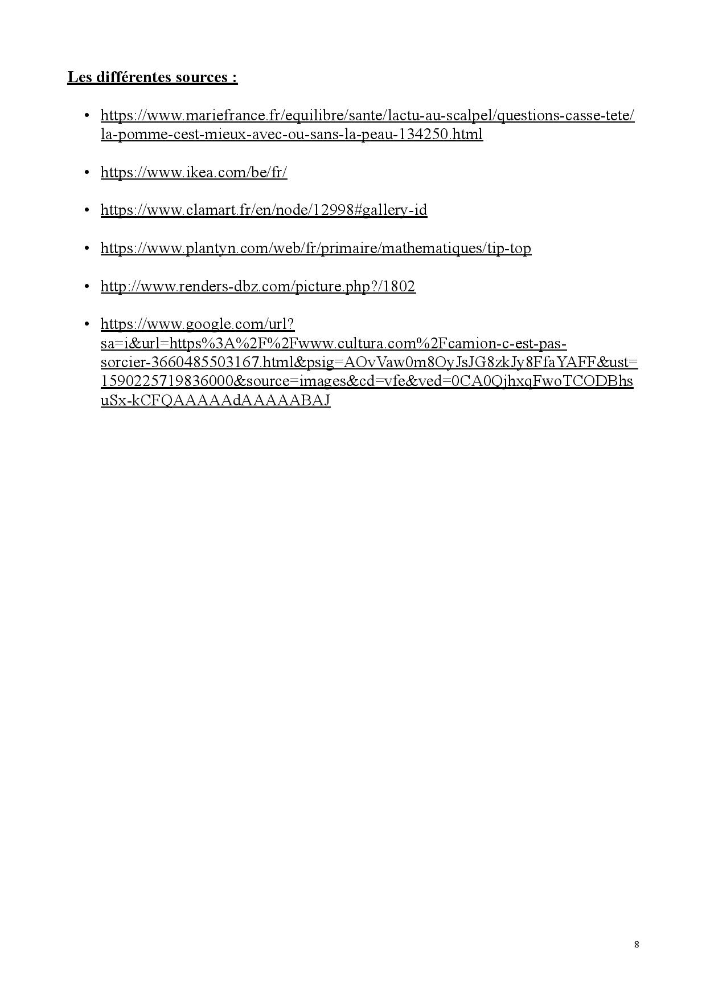 Les différentes sources :
• https://www.mariefrance.fr/equilibre/sante/lactu-au-scalpel/questions-casse-tete/
la-pomme-cest-mieux-avec-ou-sans-la-peau-134250.html
• https://www.ikea.com/be/fr/
• https://www.clamart.fr/en/node/12998#gallery-id
• https://www.plantyn.com/web/fr/primaire/mathematiques/tip-top
• http://www.renders-dbz.com/picture.php?/1802
• https://www.google.com/url?
sa=i&url=https%3A%2F%2Fwww.cultura.com%2Fcamion-c-est-pas-
sorcier-3660485503167.html&psig=AOvVaw0m8OyJsJG8zkJy8FfaYAFF&ust=
1590225719836000&source=images&cd=vfe&ved=0CA0QjhxqFwoTCODBhs
uSx-kCFQAAAAAdAAAAABAJ
8